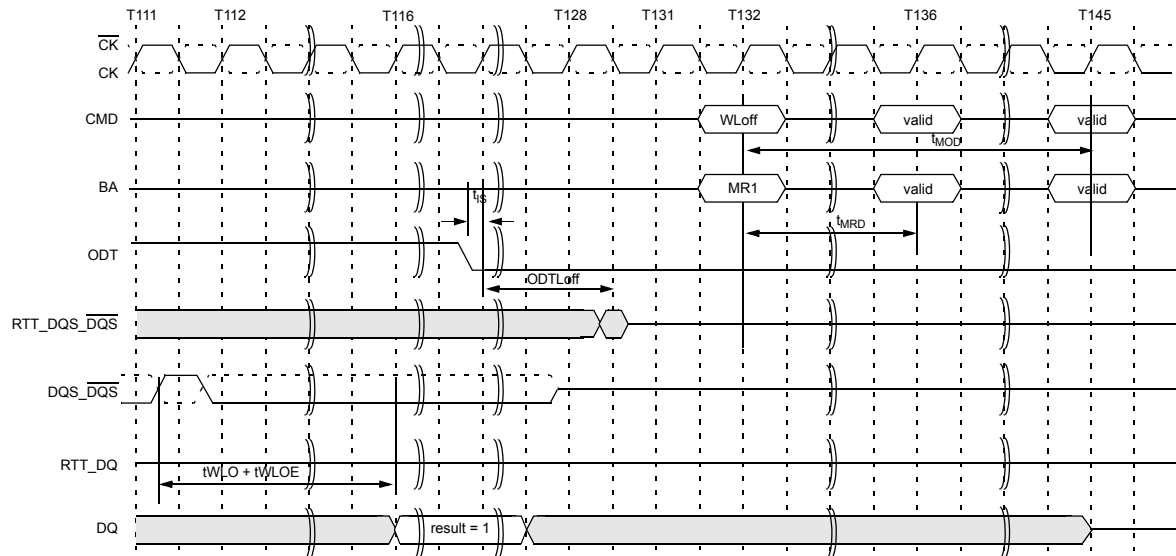 T111 T112 T116 T128 T131 T132 T136 T145
CK
CK
CMD WLoff valid valid
tMOD
BA MR1 valid valid
tIS
tMRD
ODT
ODTLoff
RTT_DQS_DQS
DQS_DQS
RTT_DQ
tWLO + tWLOE
DQ result = 1